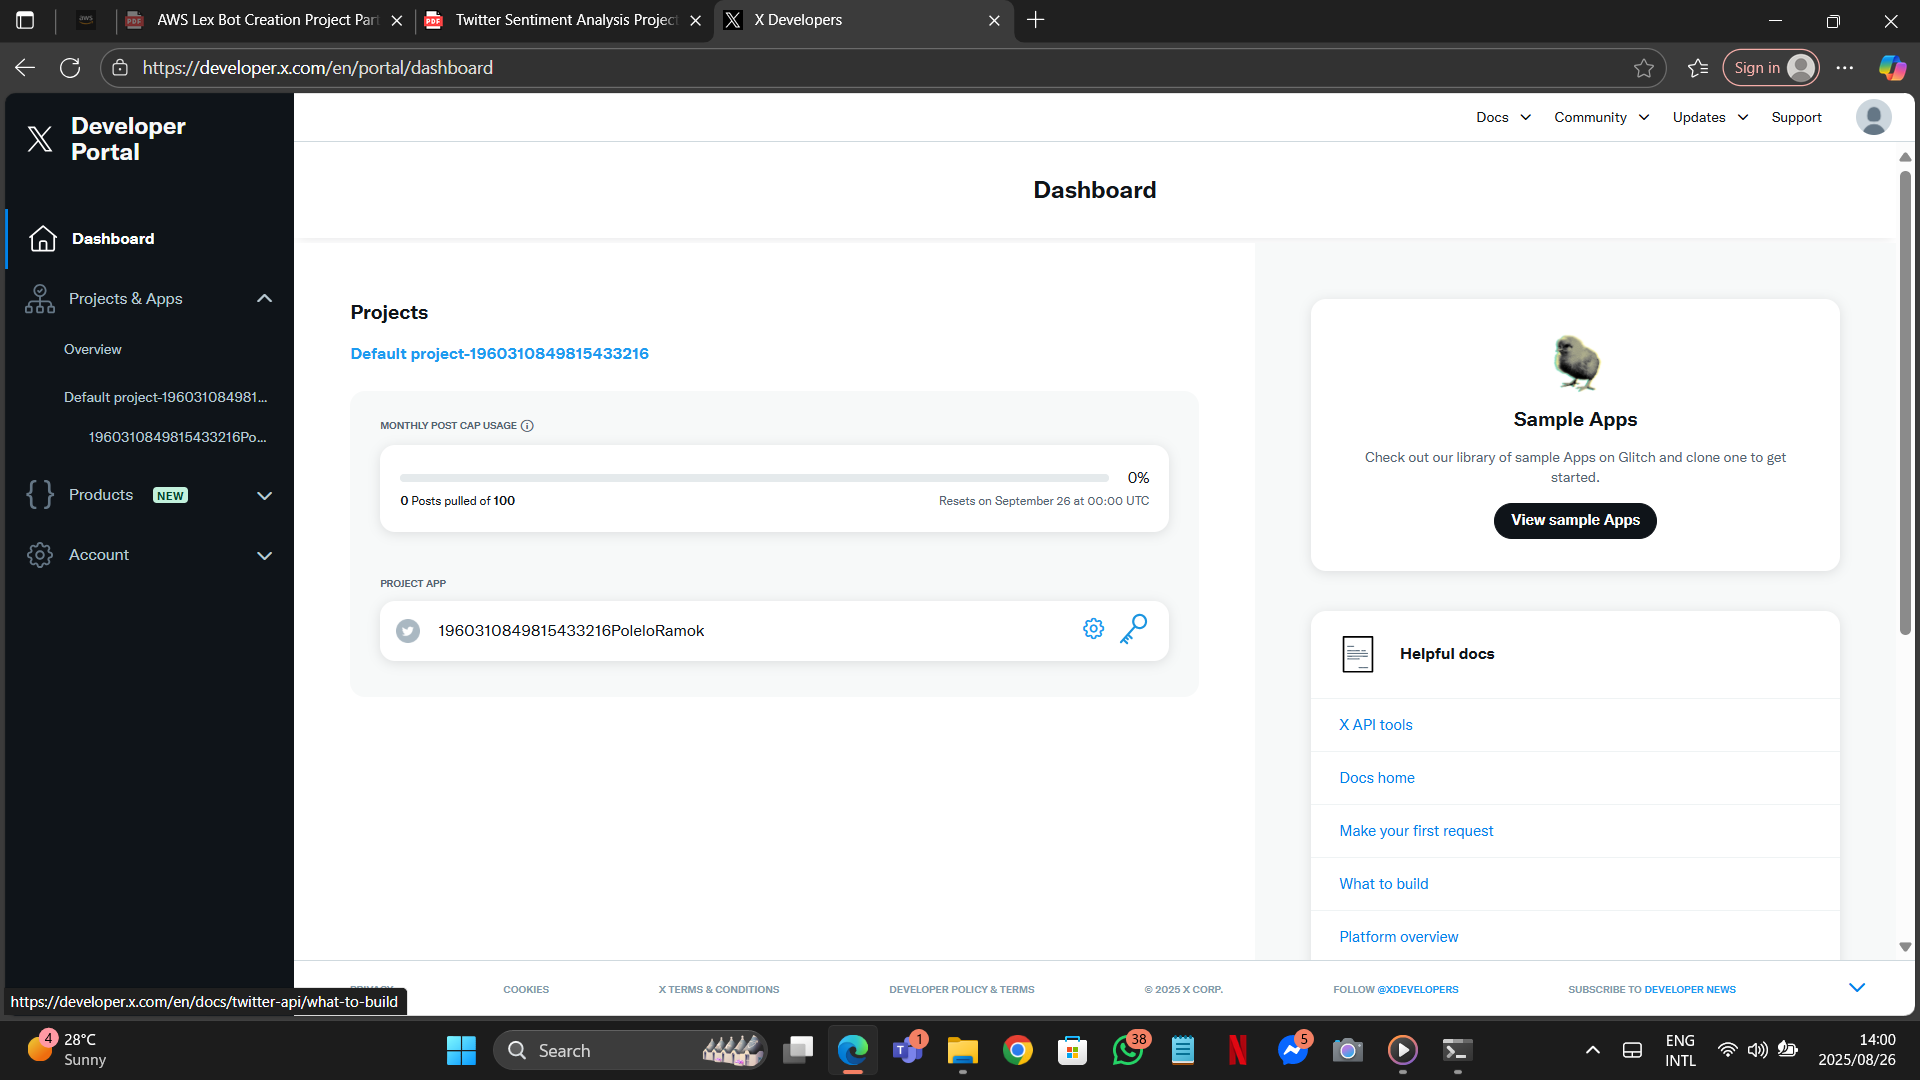 AWS Lex Bot Creation Project Part
Twitter Sentiment Analysis Project
X Developers
https://developer.x.com/en/portal/dashboard
Sign in
Developer
Portal
Docs
Community
Updates
Support
Dashboard
Dashboard
Projects & Apps
Overview
Default project-196031084981...
1960310849815433216Po...
Products
NEW
Account
Projects
Default project-1960310849815433216
MONTHLY POST CAP USAGE
0%
0 Posts pulled of 100
Resets on September 26 at 00:00 UTC
PROJECT APP
1960310849815433216PoleloRamok
Sample Apps
Check out our library of sample Apps on Glitch and clone one to get
started.
View sample Apps
Helpful docs
X API tools
Docs home
Make your first request
What to build
Platform overview
PRIVACY
COOKIES
X TERMS & CONDITIONS
DEVELOPER POLICY & TERMS
© 2025 X CORP.
FOLLOW @XDEVELOPERS
SUBSCRIBE TO DEVELOPER NEWS
https://developer.x.com/en/docs/twitter-api/what-to-build
4
28°C
Sunny
Search
1
38
5
ENG
INTL
14:00
2025/08/26